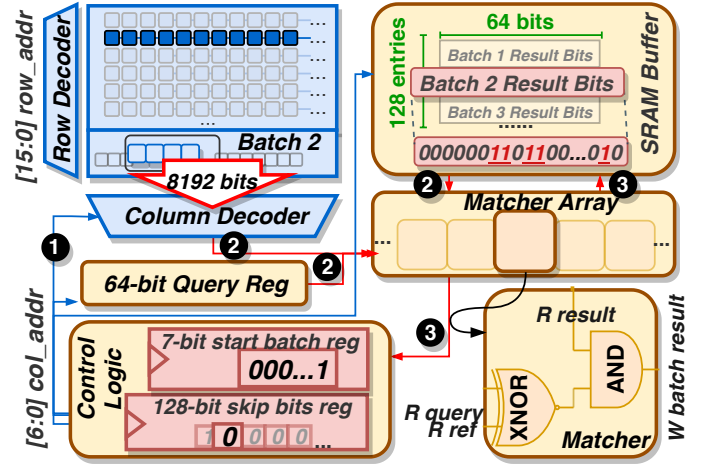 [15:0] row_addr
Row Decoder
...
...
...
...
...
...
Batch 2
8192 bits
Column Decoder
64 bits
128 entries
Batch 1 Result Bits
Batch 2 Result Bits
Batch 3 Result Bits
......
0000001101100...010
SRAM Buffer
2
3
1
2
2
Matcher Array
...
...
64-bit Query Reg
3
[6:0] col_addr
Control
Logic
7-bit start batch reg
000...1
128-bit skip bits reg
1 0 0 0 0 0 ...
R result
AND
XNOR
R query
R ref
Matcher
W batch result